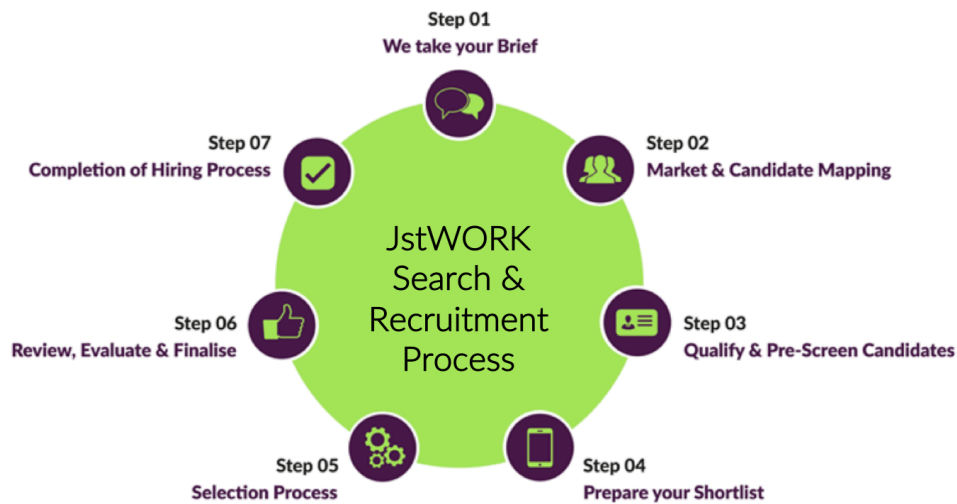 Step 01
We take your Brief
Step 02
Market & Candidate Mapping
Step 03
Qualify & Pre-Screen Candidates
Step 04
Prepare your Shortlist
Step 05
Selection Process
Step 06
Review, Evaluate & Finalise
Step 07
Completion of Hiring Process
JstWORK
Search &
Recruitment
Process